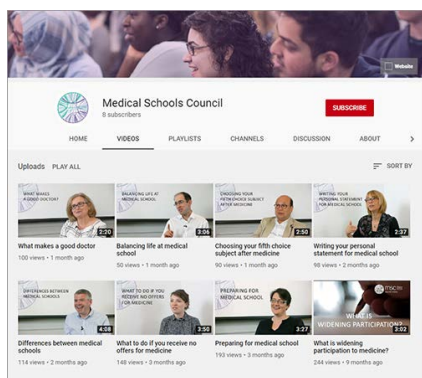 Website
Medical Schools Council
8 subscribers
SUBSCRIBE
HOME VIDEOS PLAYLISTS CHANNELS DISCUSSION ABOUT
Uploads PLAY ALL SORT BY
WHAT MAKES
A GOOD DOCTOR?
2:20
BALANCING LIFE AT
MEDICAL SCHOOL
3:06
CHOOSING YOUR
FIFTH CHOICE SUBJECT
AFTER MEDICINE
2:50
WRITING YOUR
PERSONAL STATEMENT
FOR MEDICAL SCHOOL
2:37
What makes a good doctor
100 views • 1 month ago
Balancing life at medical
school
50 views • 1 month ago
Choosing your fifth choice
subject after medicine
90 views • 1 month ago
Writing your personal
statement for medical school
98 views • 2 months ago
DIFFERENCES BETWEEN
MEDICAL SCHOOLS
4:08
WHAT TO DO IF YOU
RECEIVE NO OFFERS
FOR MEDICINE
3:50
PREPARING FOR
MEDICAL SCHOOL
3:27
msc
WHAT IS
WIDENING PARTICIPATION?
3:02
Differences between medical
schools
114 views • 2 months ago
What to do if you receive no
offers for medicine
148 views • 3 months ago
Preparing for medical school
193 views • 3 months ago
What is widening
participation to medicine?
244 views • 9 months ago